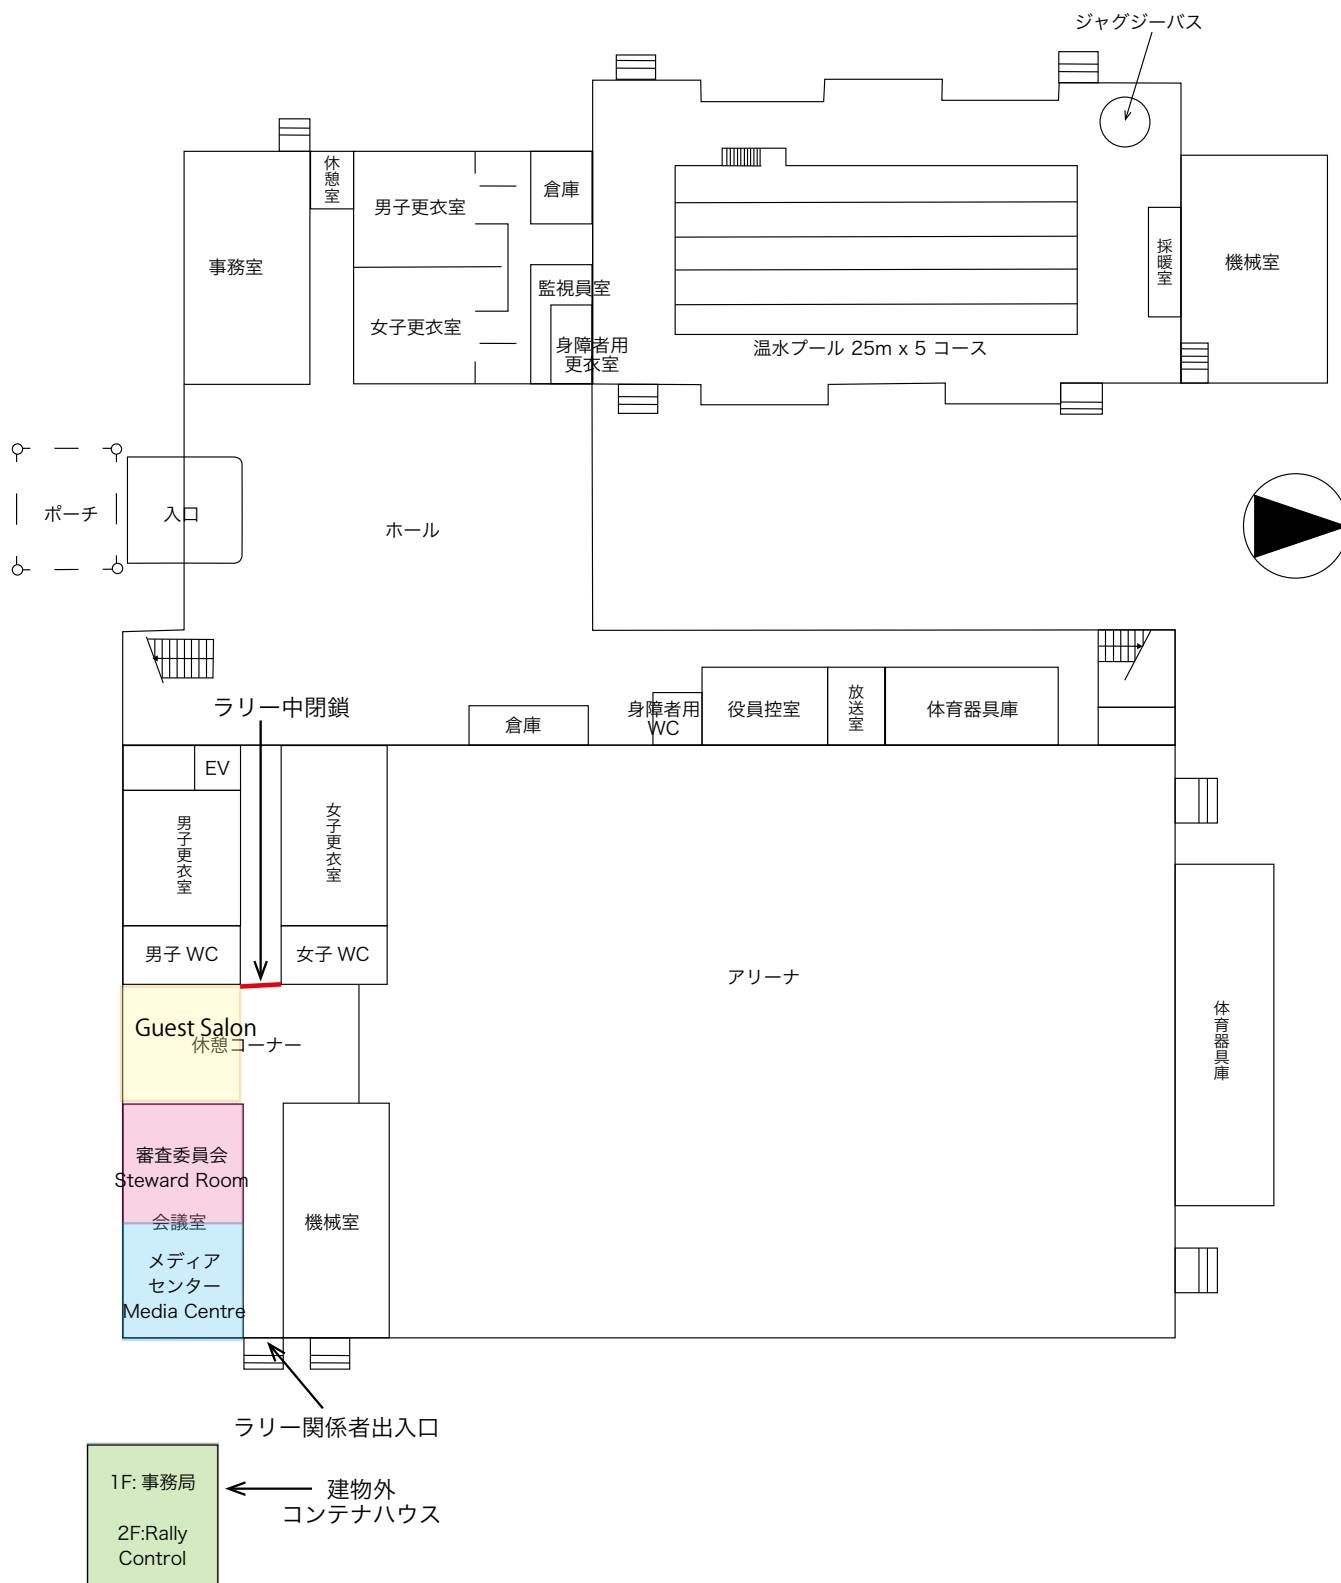 ジャグジーバス
休憩室
男子更衣室
倉庫
事務室
監視員室
採暖室
機械室
女子更衣室
身障者用
更衣室
温水プール 25m x 5 コース
ポーチ
入口
ホール
ラリー中閉鎖
倉庫
身障者用
WC
役員控室
放送室
体育器具庫
EV
男子更衣室
女子更衣室
男子 WC
女子 WC
アリーナ
Guest Salon
休憩コーナー
体育器具庫
審査委員会
Steward Room
会議室
機械室
メディア
センター
Media Centre
ラリー関係者出入口
1F: 事務局
建物外
コンテナハウス
2F:Rally
Control